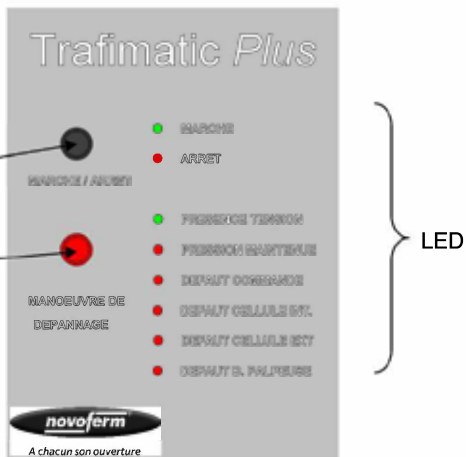 Trafimatic Plus
MARCHE
ARRET
MARCHE / ARRET
PRESENCE TENSION
PRESSION MAINTENUE
DEFAUT COMMANDE
MANOEUVRE DE
DEPANNAGE
DEFAUT CELLULE INT.
DEFAUT CELLULE EXT
DEFAUT B. PALPEUSE
LED
novoferm
A chacun son ouverture